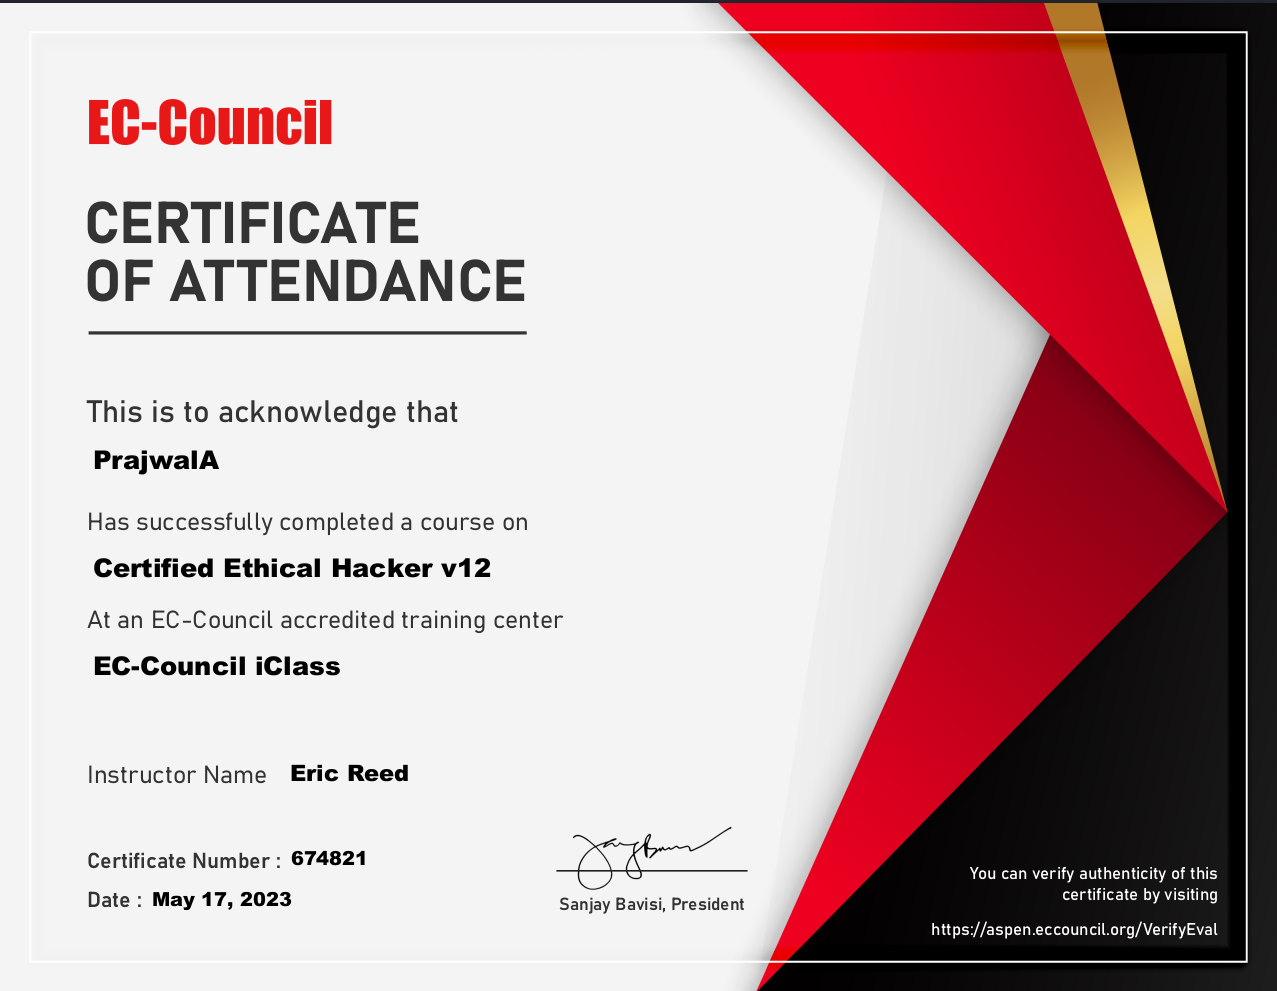 EC-Council
CERTIFICATE
OF ATTENDANCE
This is to acknowledge that
PrajwalA
Has successfully completed a course on
Certified Ethical Hacker v12
At an EC-Council accredited training center
EC-Council iClass
Instructor Name Eric Reed
Certificate Number : 674821
Date : May 17, 2023
Sanjay Bavisi, President
You can verify authenticity of this
certificate by visiting
https://aspen.eccouncil.org/VerifyEval